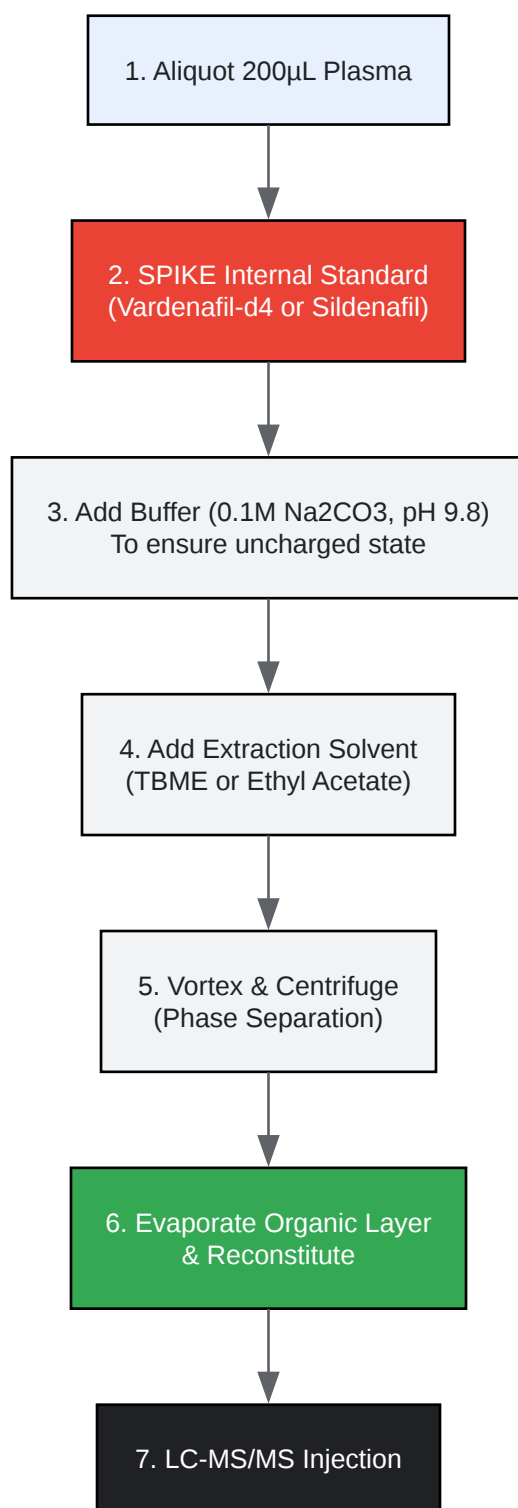 1. Aliquot 200µL Plasma
2. SPIKE Internal Standard
(Vardenafil-d4 or Sildenafil)
3. Add Buffer (0.1M Na2CO3, pH 9.8)
To ensure uncharged state
4. Add Extraction Solvent
(TBME or Ethyl Acetate)
5. Vortex & Centrifuge
(Phase Separation)
6. Evaporate Organic Layer
& Reconstitute
7. LC-MS/MS Injection